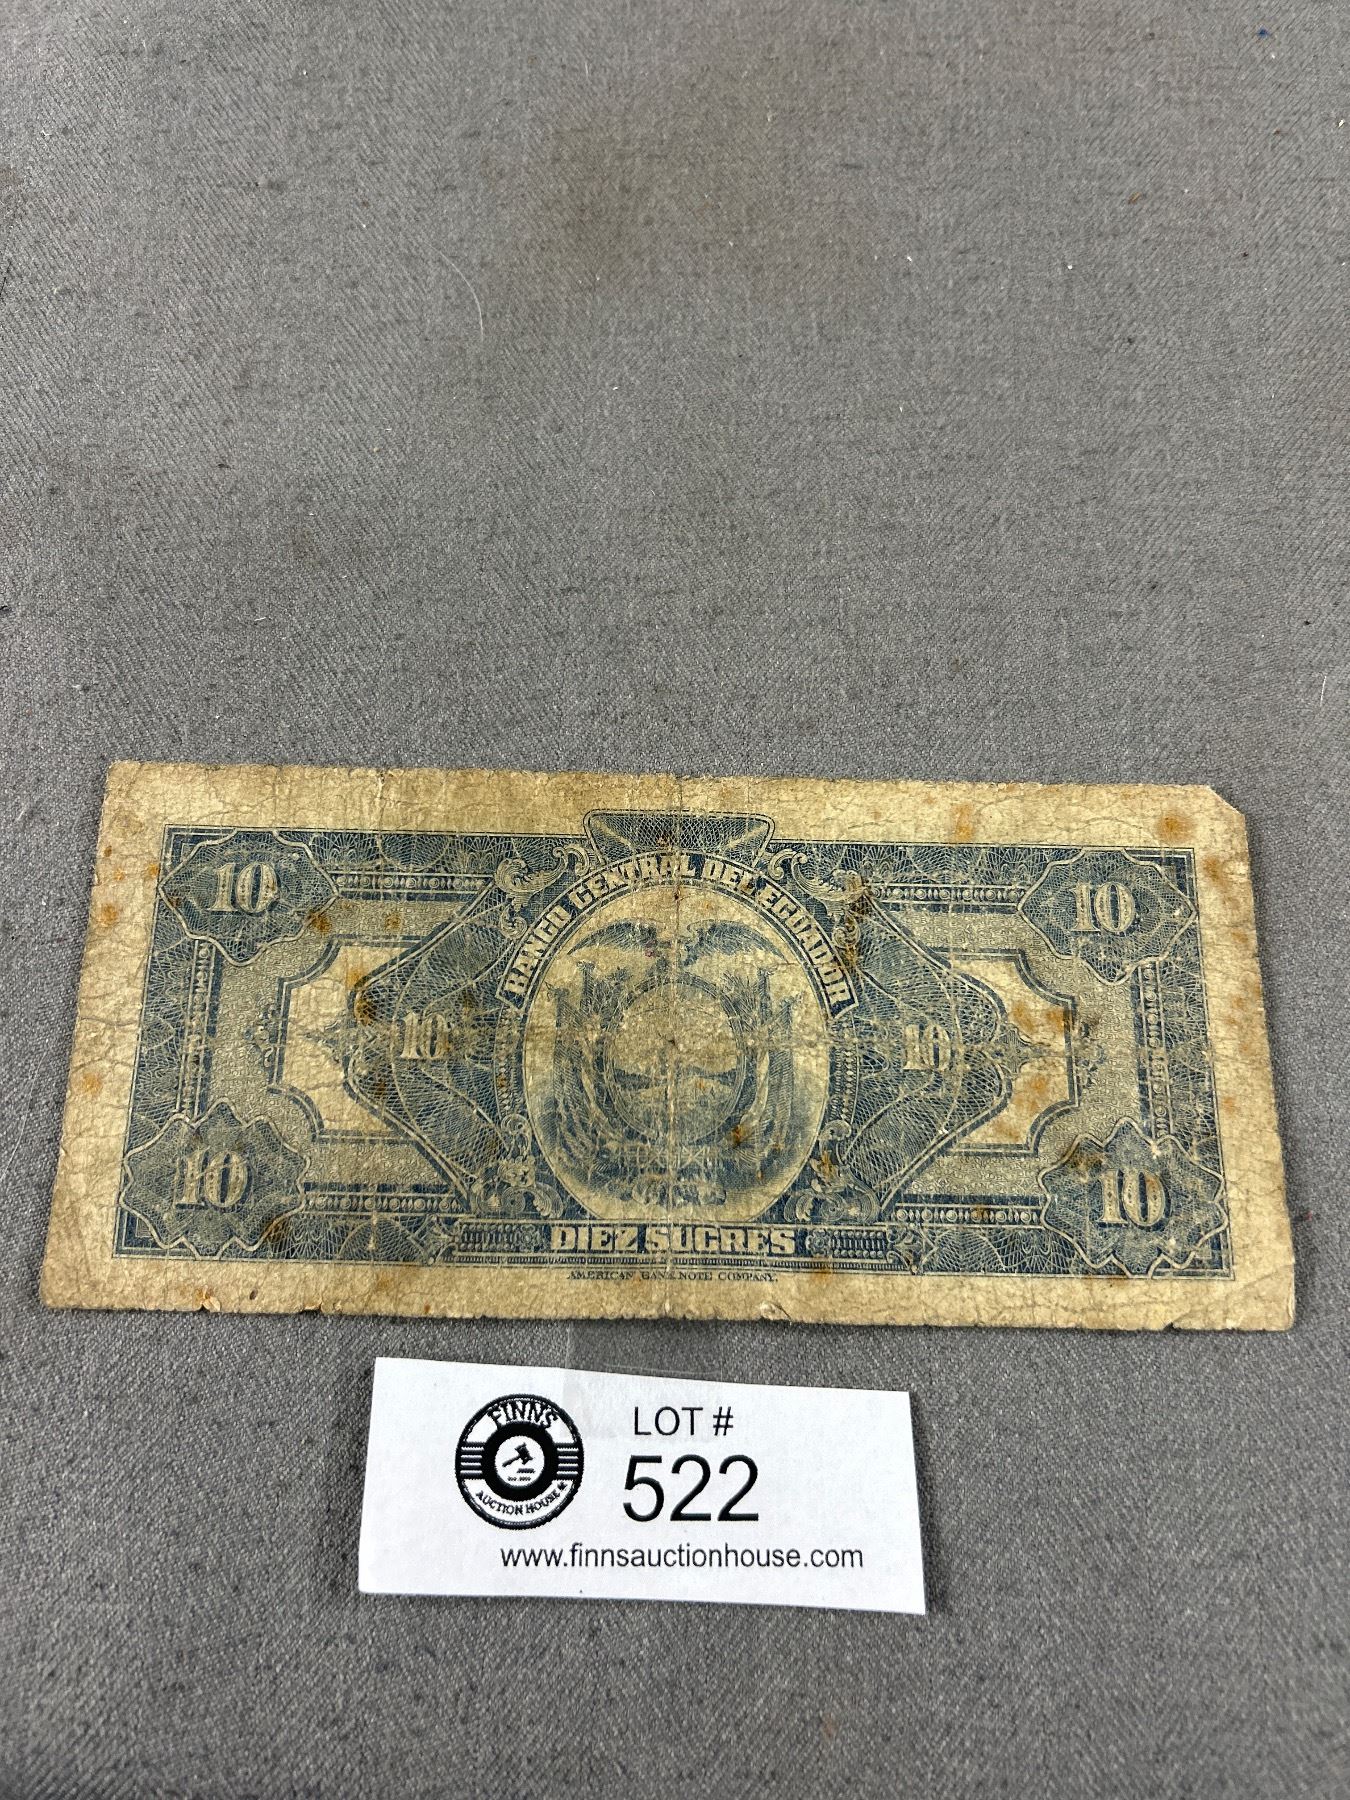 BANCO CENTRAL DEL ECUADOR
10
10
10
10
10
10
DIEZ SUCRES
AMERICAN BANK NOTE COMPANY.
FINNS
AUCTION HOUSE
LOT #
522
www.finnsauctionhouse.com